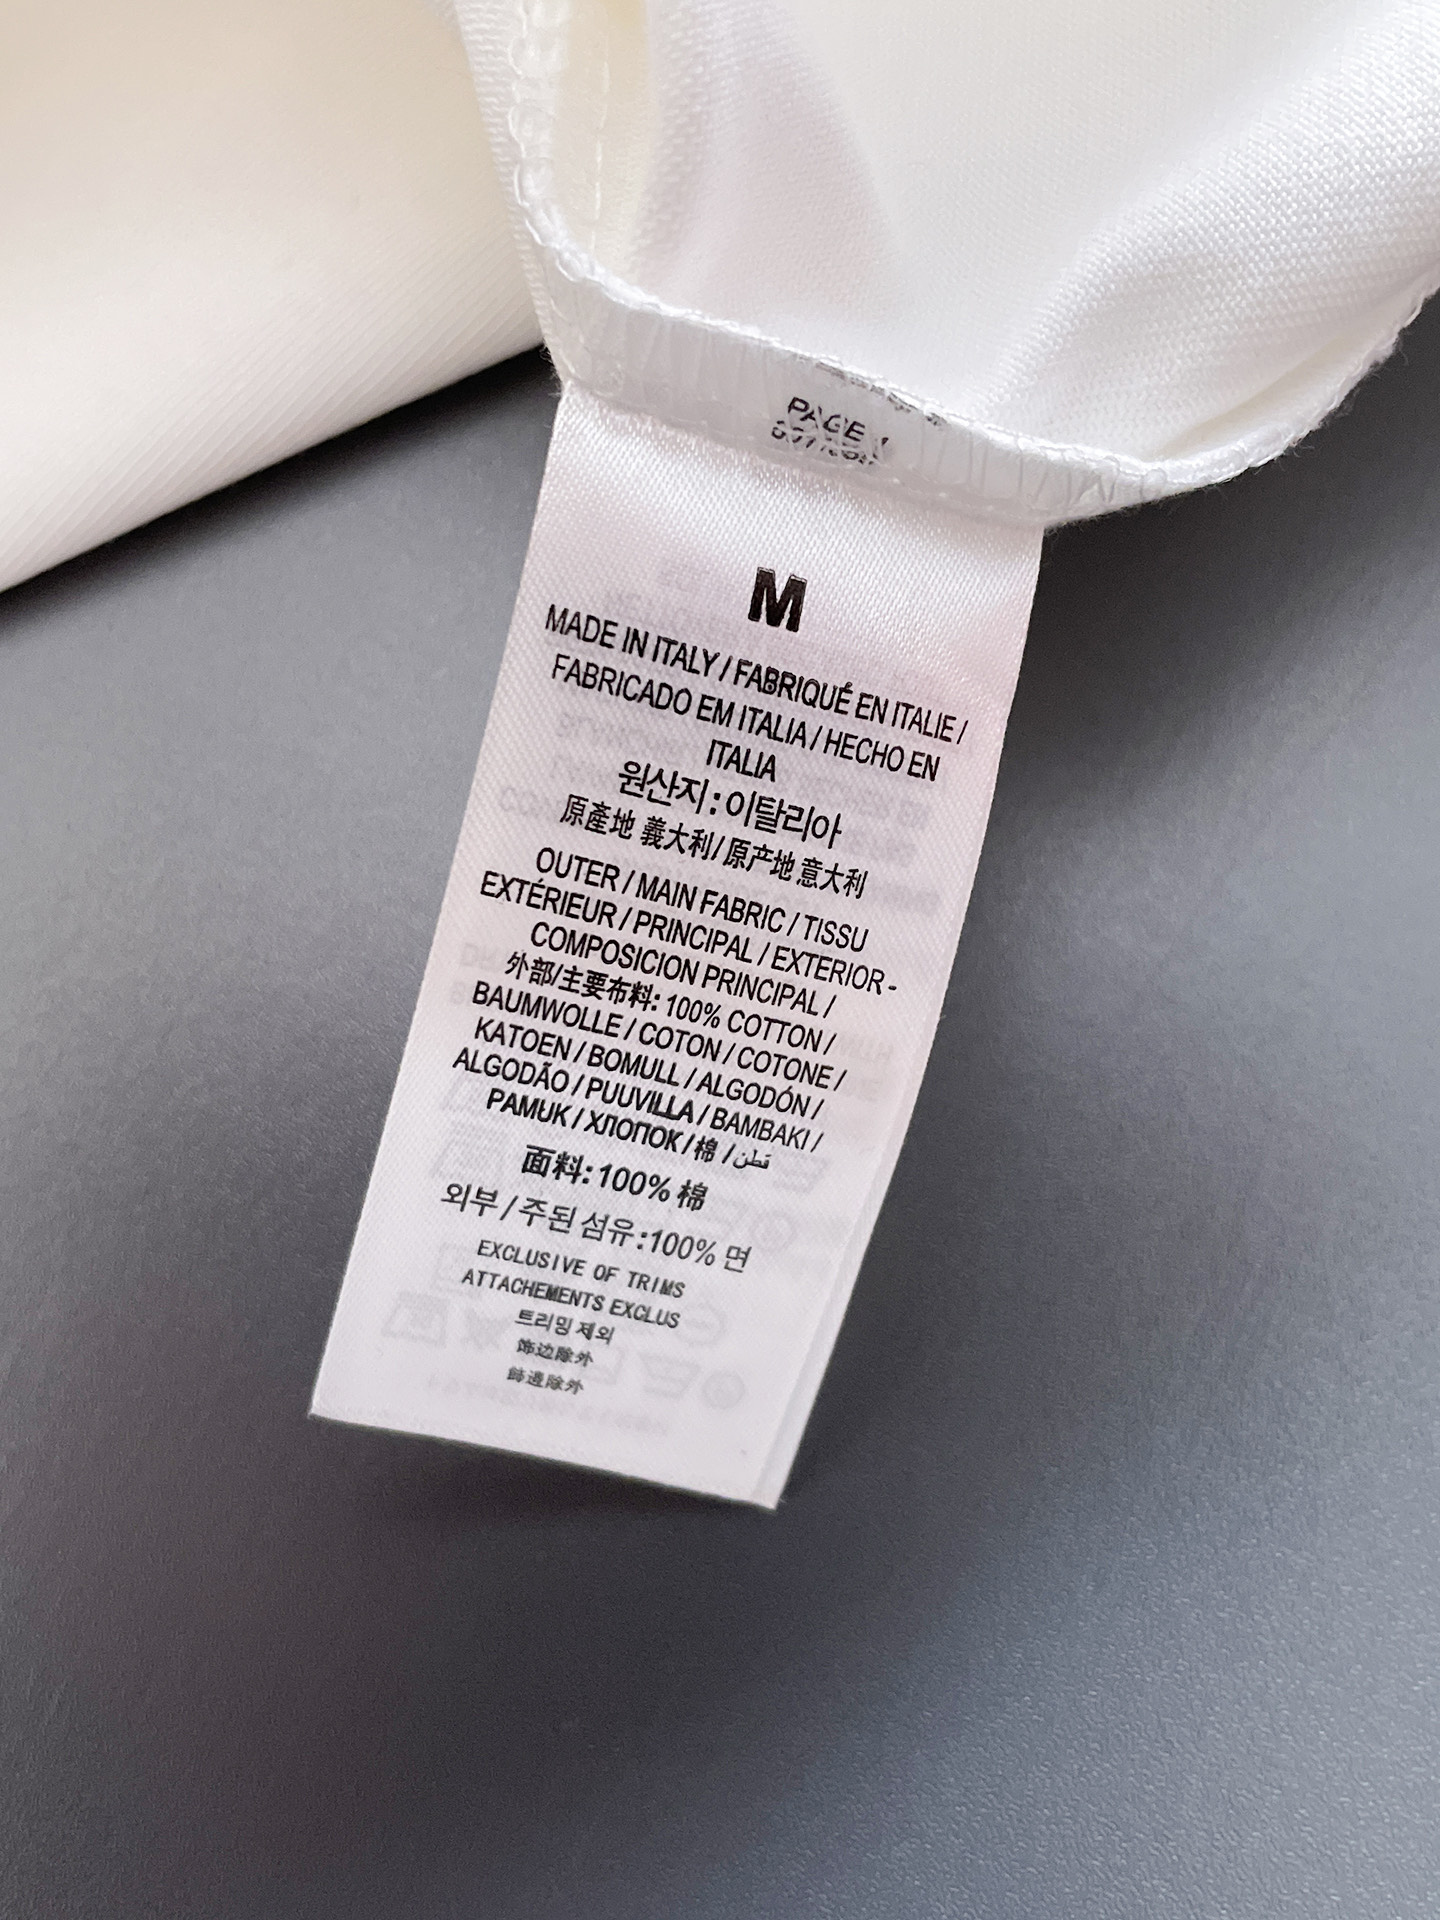 PAGE 1
M
MADE IN ITALY / FABRIQUÉ EN ITALIE /
FABRICADO EM ITALIA / HECHO EN
ITALIA
원산지 : 이탈리아
原產地 義大利/原产地 意大利
OUTER / MAIN FABRIC / TISSU
EXTÉRIEUR / PRINCIPAL / EXTERIOR -
COMPOSICION PRINCIPAL /
外部/主要布料: 100% COTTON /
BAUMWOLLE / COTON / COTONE /
KATOEN / BOMULL / ALGODÓN /
ALGODÃO / PUUVILLA / BAMBAKI /
PAMUK / ХЛОПОК / 棉 / قطن
面料: 100% 棉
외부 / 주된 섬유 :100% 면
EXCLUSIVE OF TRIMS
ATTACHEMENTS EXCLUS
트리밍 제외
饰边除外
飾邊除外